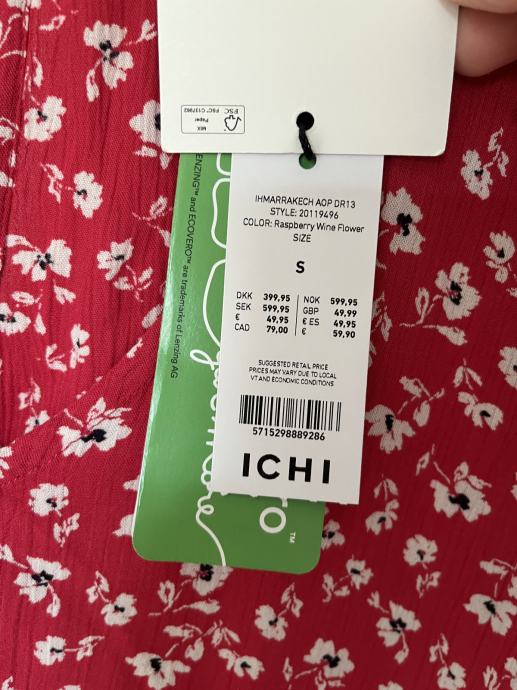 MIX
Paper
FSC® C137982
FSC
LENZING™ and ECOVERO™ are trademarks of Lenzing AG
IHMARRAKECH AOP DR13
STYLE: 20119496
COLOR: Raspberry Wine Flower
SIZE
S
DKK 399,95
SEK 599,95
€ 49,95
CAD 79,00
NOK 599,95
GBP 49,99
€ ES 49,95
€ 59,90
SUGGESTED RETAIL PRICE
PRICES MAY VARY DUE TO LOCAL
VT AND ECONOMIC CONDITIONS
5715298889286
ICHI
™